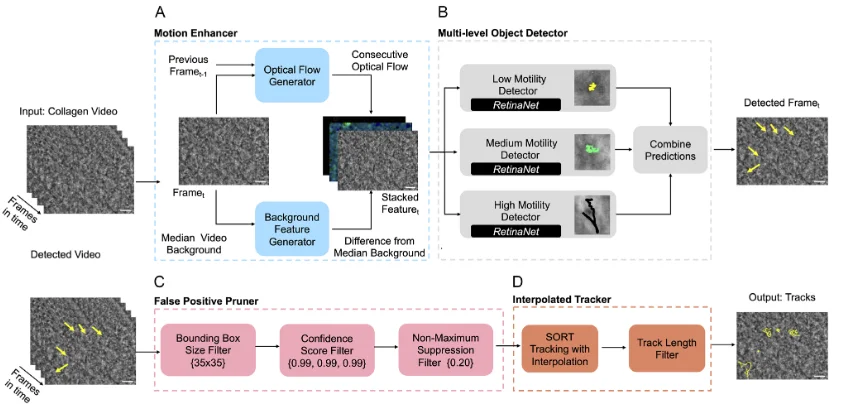 A
B
Motion Enhancer
Multi-level Object Detector
Previous
Frame t-1
Optical Flow
Generator
Consecutive
Optical Flow
Input: Collagen Video
Frames
in time
Frame t
Stacked
Feature t
Median Video
Background
Background
Feature
Generator
Difference from
Median Background
Low Motility
Detector
RetinaNet
Medium Motility
Detector
RetinaNet
High Motility
Detector
RetinaNet
Combine
Predictions
Detected Frame t
Detected Video
Frames
in time
C
D
False Positive Pruner
Interpolated Tracker
Bounding Box
Size Filter
{35x35}
Confidence
Score Filter
{0.99, 0.99, 0.99}
Non-Maximum
Suppression
Filter {0.20}
SORT
Tracking with
Interpolation
Track Length
Filter
Output: Tracks